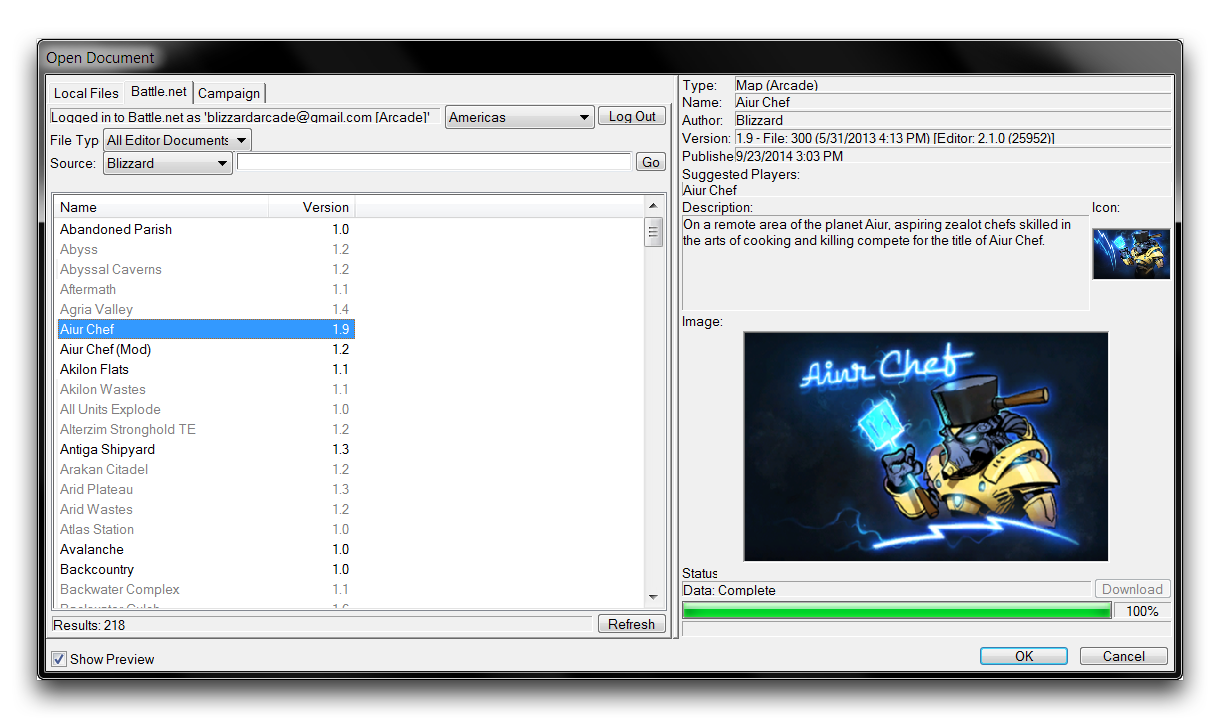 Open Document
Local Files Battle.net Campaign
Logged in to Battle.net as 'blizzardarcade@gmail.com [Arcade]' Americas Log Out
File Typ All Editor Documents
Source: Blizzard Go
Name Version
Abandoned Parish 1.0
Abyss 1.2
Abyssal Caverns 1.2
Aftermath 1.1
Agria Valley 1.4
Aiur Chef 1.9
Aiur Chef (Mod) 1.2
Akilon Flats 1.1
Akilon Wastes 1.1
All Units Explode 1.0
Alterzim Stronghold TE 1.2
Antiga Shipyard 1.3
Arakan Citadel 1.2
Arid Plateau 1.3
Arid Wastes 1.2
Atlas Station 1.0
Avalanche 1.0
Backcountry 1.0
Backwater Complex 1.1
Results: 218 Refresh
Show Preview
Type: Map (Arcade)
Name: Aiur Chef
Author: Blizzard
Version: 1.9 - File: 300 (5/31/2013 4:13 PM) [Editor: 2.1.0 (25952)]
Publishe 9/23/2014 3:03 PM
Suggested Players:
Aiur Chef
Description: Icon:
On a remote area of the planet Aiur, aspiring zealot chefs skilled in
the arts of cooking and killing compete for the title of Aiur Chef.
Image:
Aiur Chef
Status
Data: Complete Download
100%
OK Cancel